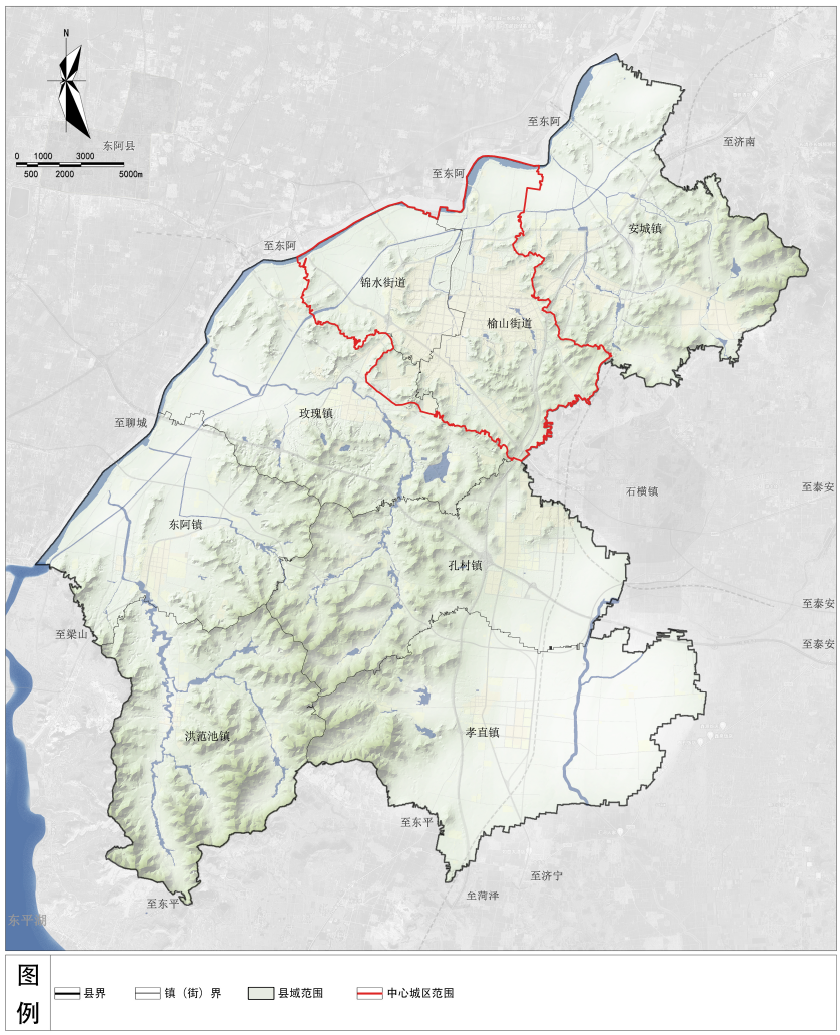 N
东阿县
0 1000 3000
500 2000 5000m
至东阿
至济南
至东阿
安城镇
至东阿
锦水街道
榆山街道
玫瑰镇
至聊城
至泰安
石横镇
东阿镇
孔村镇
至泰安
至梁山
至泰安
洪范池镇
孝直镇
至东平
至济宁
至菏泽
至东平
东平湖
图例
县界
镇（街）界
县域范围
中心城区范围